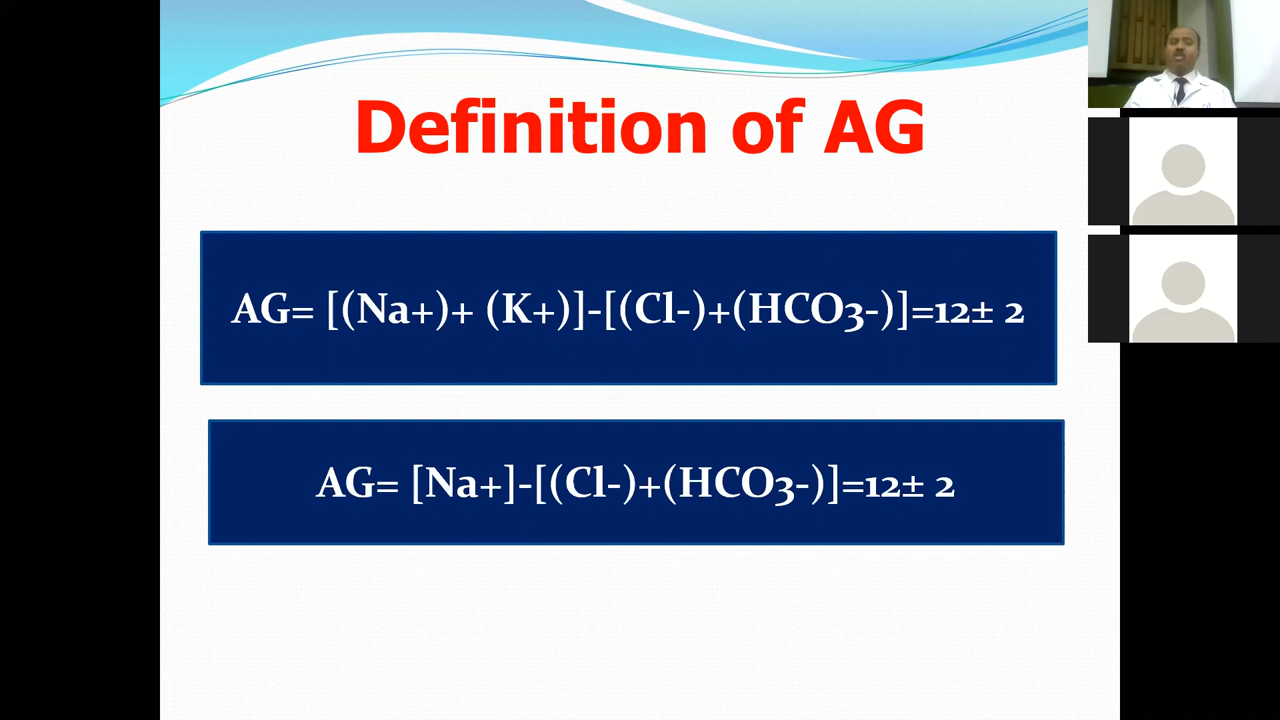 Definition of AG
AG= [(Na+)+ (K+)]-[(Cl-)+(HCO3-)]=12± 2
AG= [Na+]-[(Cl-)+(HCO3-)]=12± 2